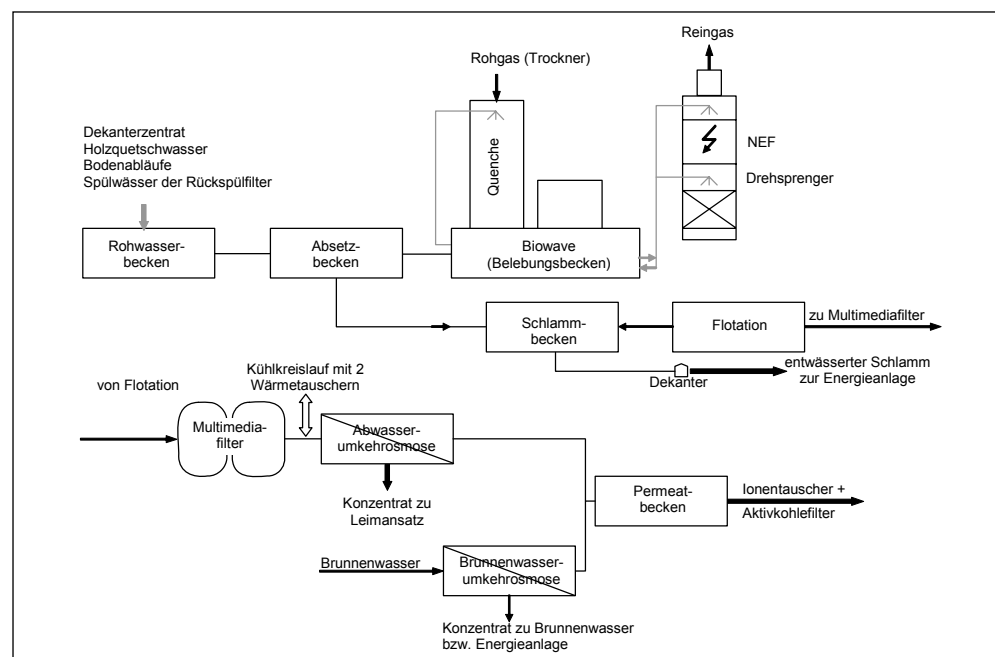 Reingas
Rohgas (Trockner)
Dekanterzentrat
Holzquetschwasser
Bodenabläufe
Spülwässer der Rückspülfilter
Quenche
NEF
Drehsprenger
Rohwasser-
becken
Absetz-
becken
Biowave
(Belebungsbecken)
Schlamm-
becken
Flotation
zu Multimediafilter
Dekanter
entwässerter Schlamm
zur Energieanlage
von Flotation
Kühlkreislauf mit 2
Wärmetauschern
Multimedia-
filter
Abwasser-
umkehrosmose
Konzentrat zu
Leimansatz
Permeat-
becken
Ionentauscher +
Aktivkohlefilter
Brunnenwasser
Brunnenwasser-
umkehrosmose
Konzentrat zu Brunnenwasser
bzw. Energieanlage